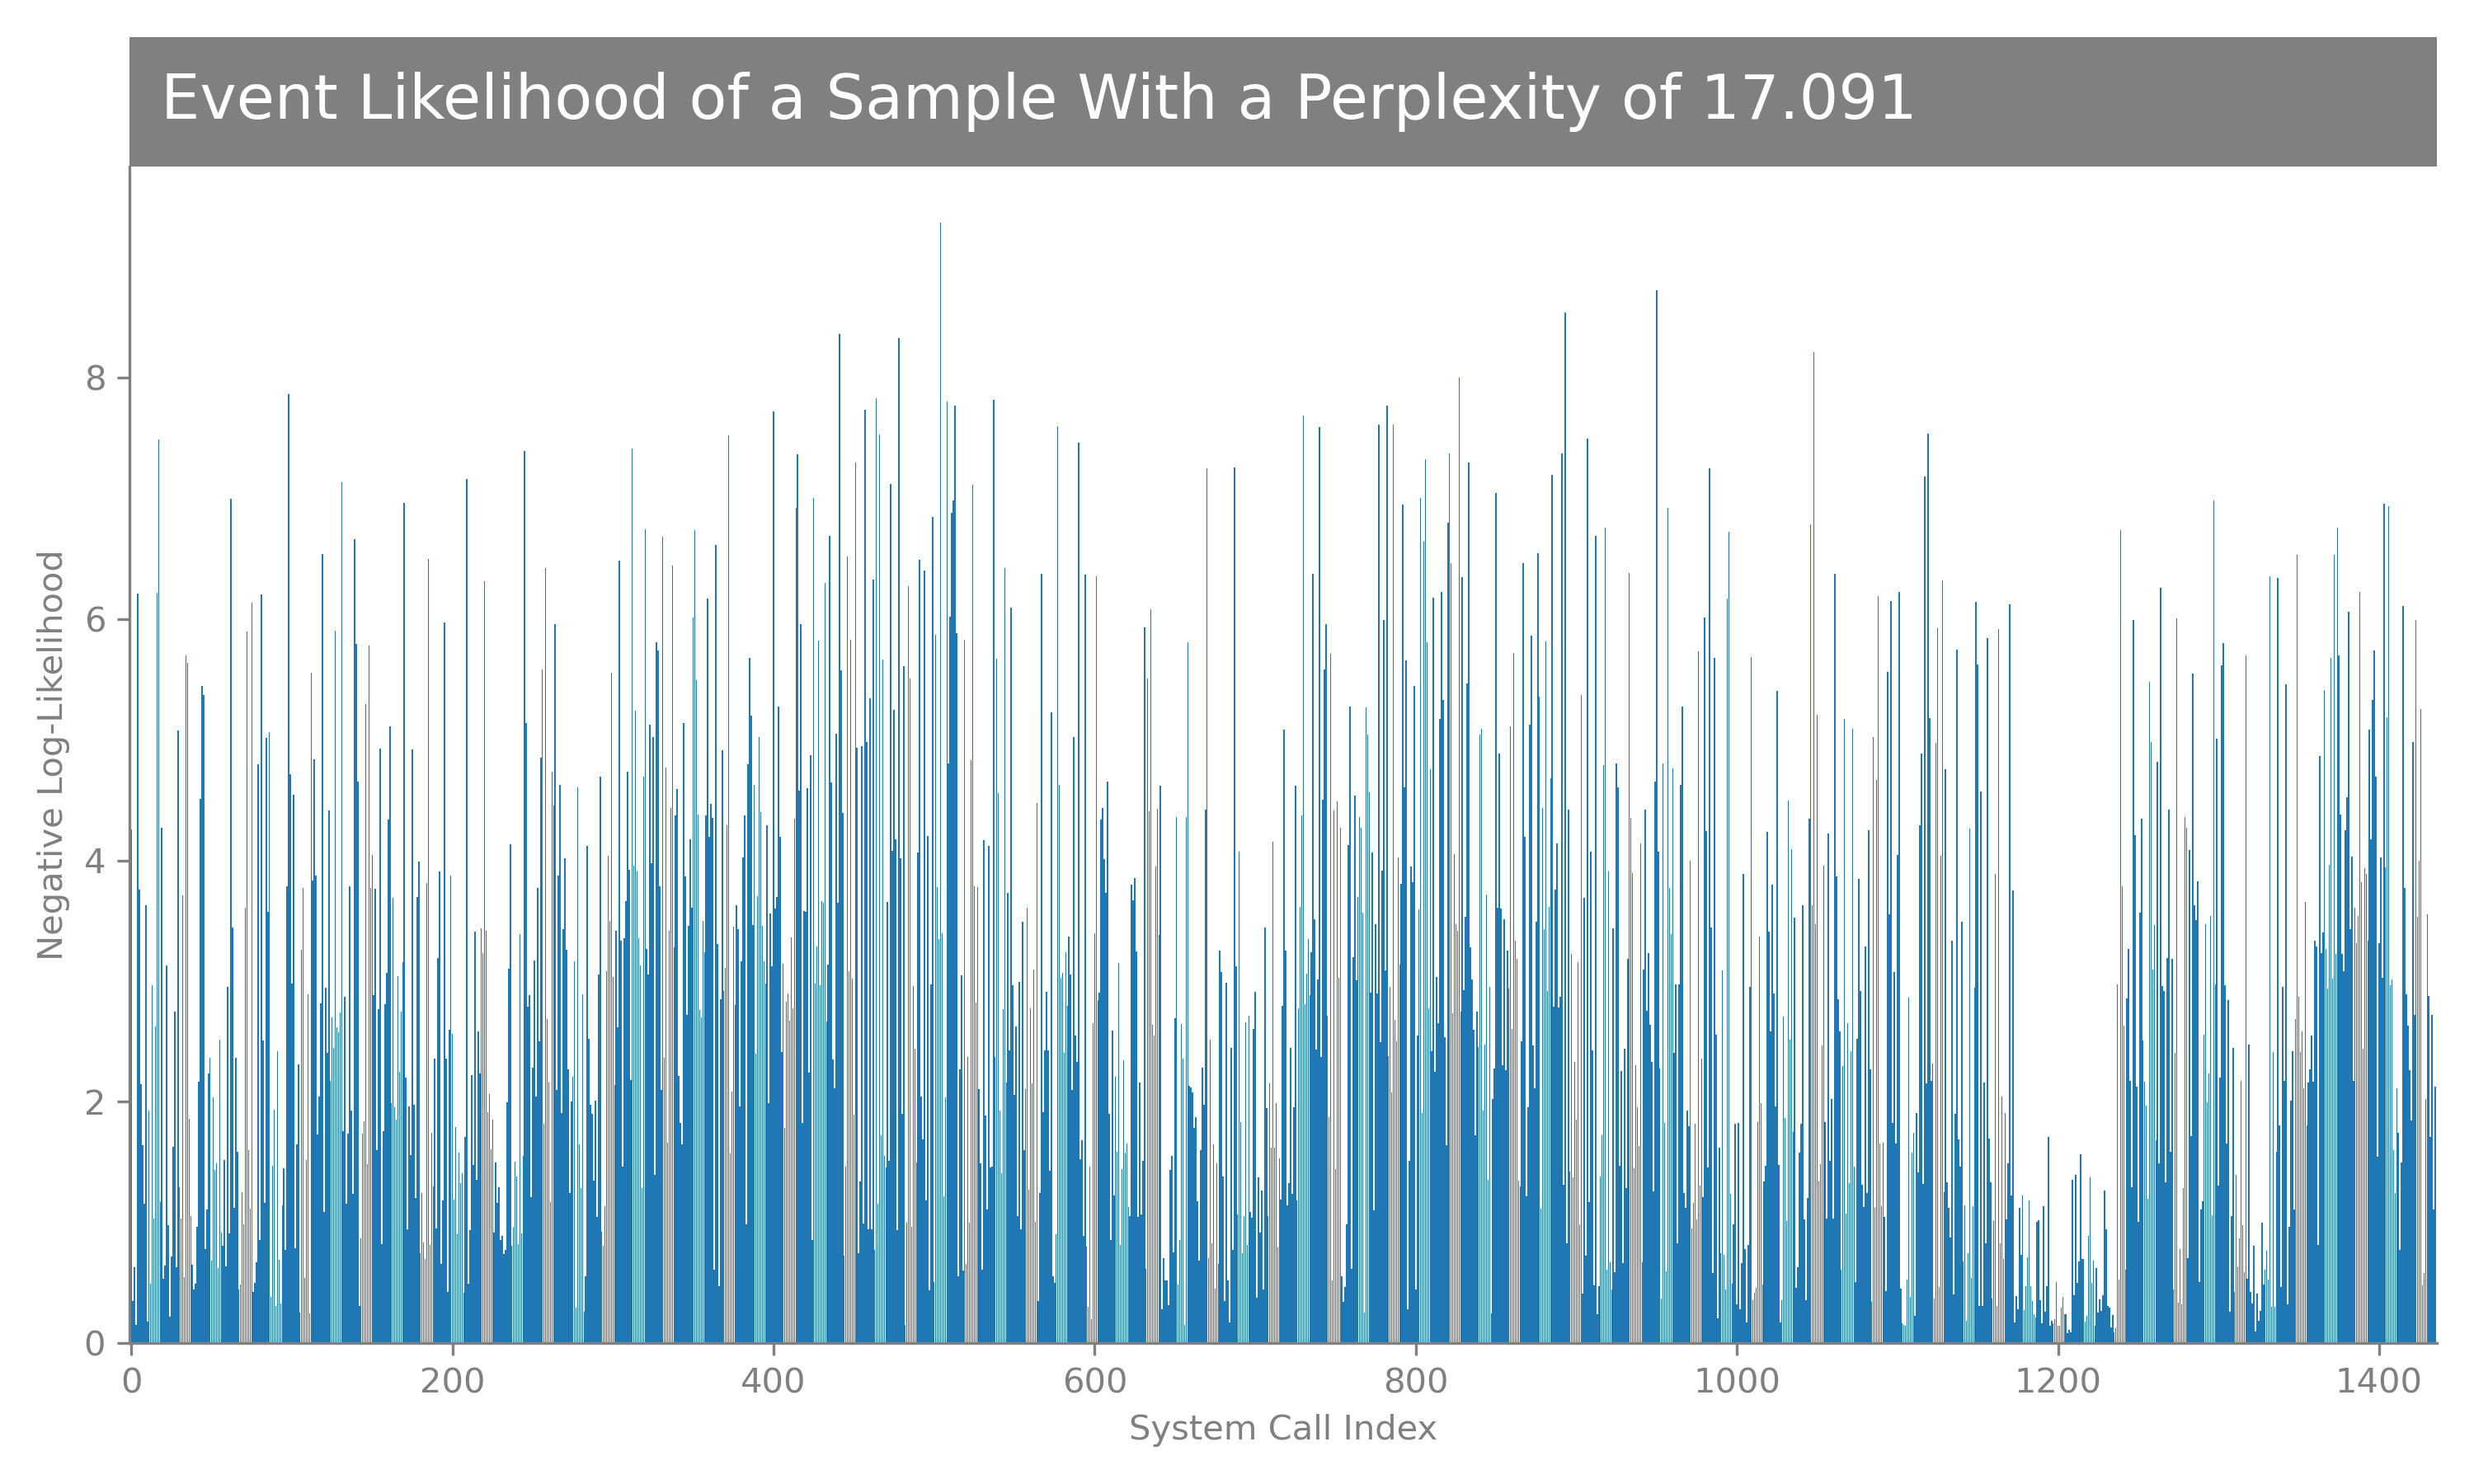 Event Likelihood of a Sample With a Perplexity of 17.091
Negative Log-Likelihood
8
6
4
2
0
0 200 400 600 800 1000 1200 1400
System Call Index